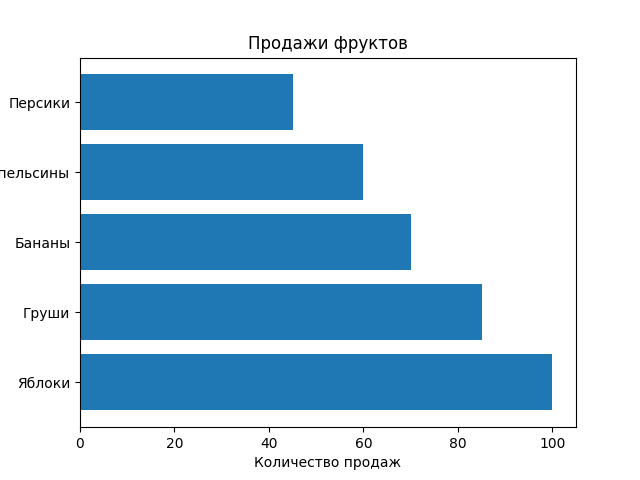 Продажи фруктов
Персики
пельсины
Бананы
Груши
Яблоки
0 20 40 60 80 100
Количество продаж